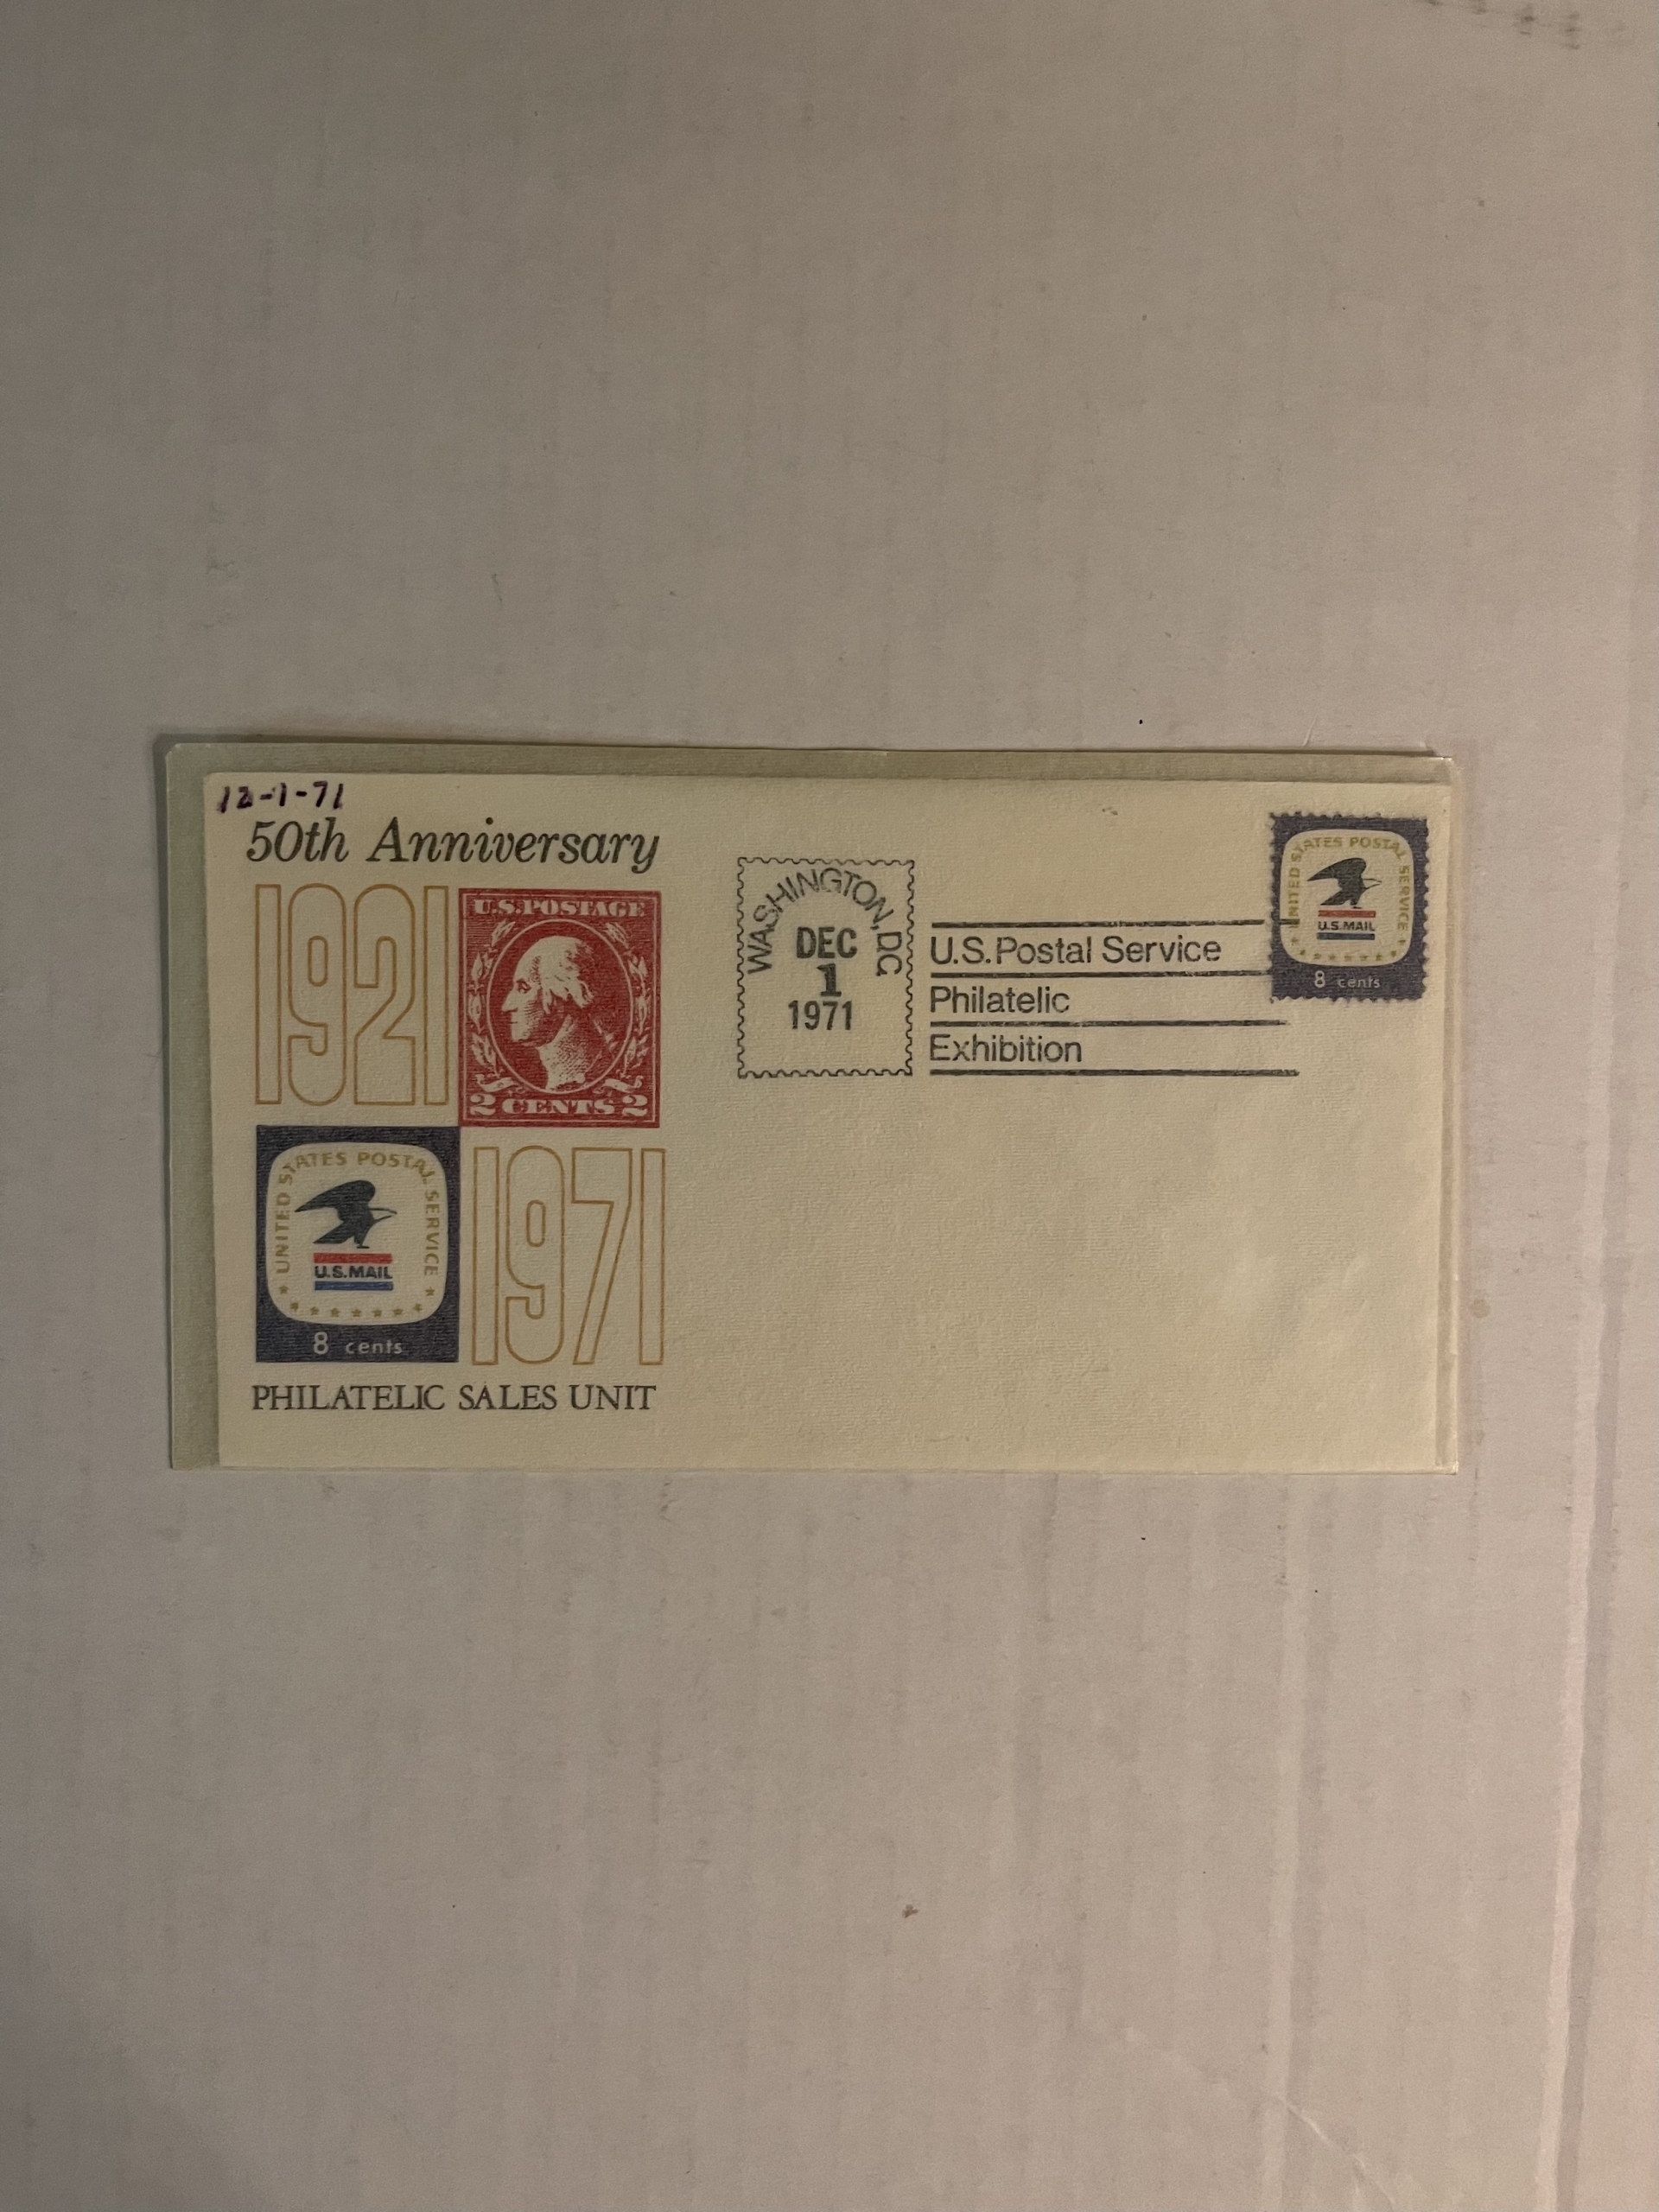 12-1-71
50th Anniversary
1921
U.S. POSTAGE
2 CENTS 2
UNITED STATES POSTAL SERVICE
U.S.MAIL
8 cents
1971
PHILATELIC SALES UNIT
WASHINGTON, DC
DEC
1
1971
U.S. Postal Service
Philatelic
Exhibition
UNITED STATES POSTAL SERVICE
U.S.MAIL
8 cents